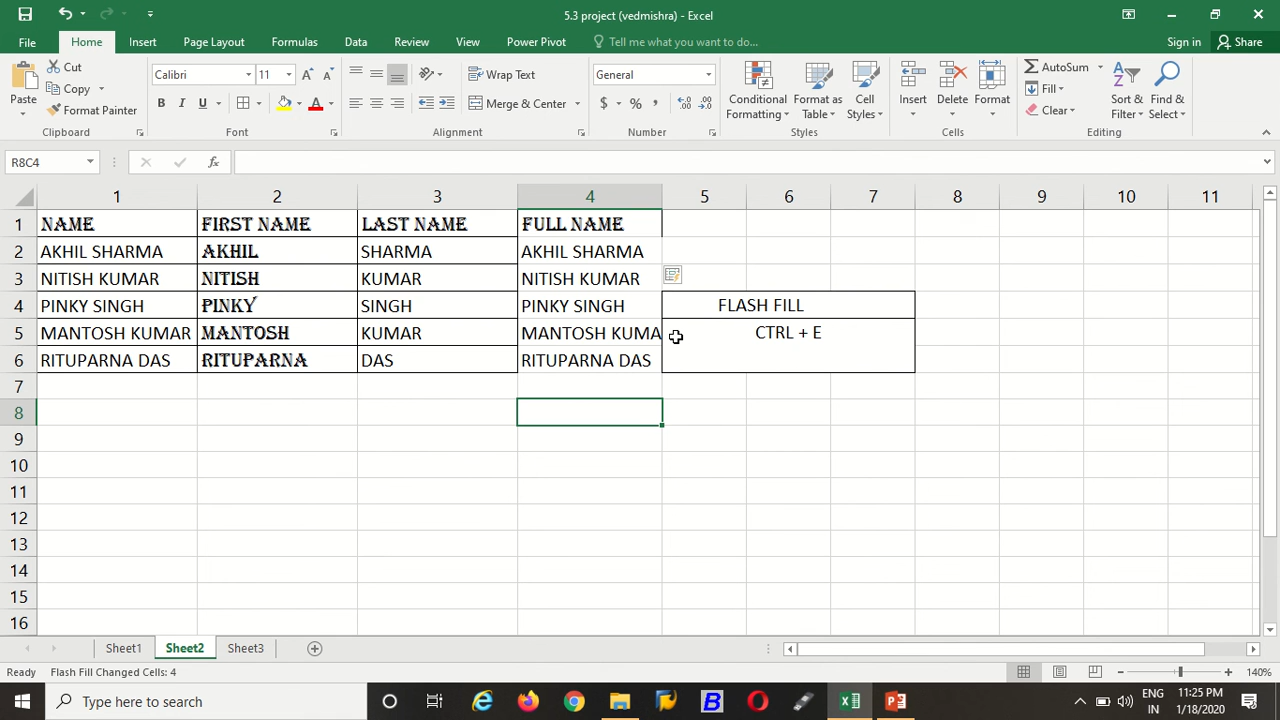 5.3 project (vedmishra) - Excel
File Home Insert Page Layout Formulas Data Review View Power Pivot Tell me what you want to do... Sign in Share
Paste Cut Copy Format Painter
Clipboard
Calibri 11
B I U A
Font
Wrap Text
Merge & Center
Alignment
General
$ % ,
Number
Conditional Formatting Format as Table Cell Styles
Styles
Insert Delete Format
Cells
AutoSum Fill Clear Sort & Filter Find & Select
Editing
R8C4 fx
1 2 3 4 5 6 7 8 9 10 11
1 NAME FIRST NAME LAST NAME FULL NAME
2 AKHIL SHARMA AKHIL SHARMA AKHIL SHARMA
3 NITISH KUMAR NITISH KUMAR NITISH KUMAR
4 PINKY SINGH PINKY SINGH PINKY SINGH FLASH FILL
5 MANTOSH KUMAR MANTOSH KUMAR MANTOSH KUMA CTRL + E
6 RITUPARNA DAS RITUPARNA DAS RITUPARNA DAS
7
8
9
10
11
12
13
14
15
16
Sheet1 Sheet2 Sheet3
Ready Flash Fill Changed Cells: 4 140%
Type here to search ENG 11:25 PM
IN 1/18/2020